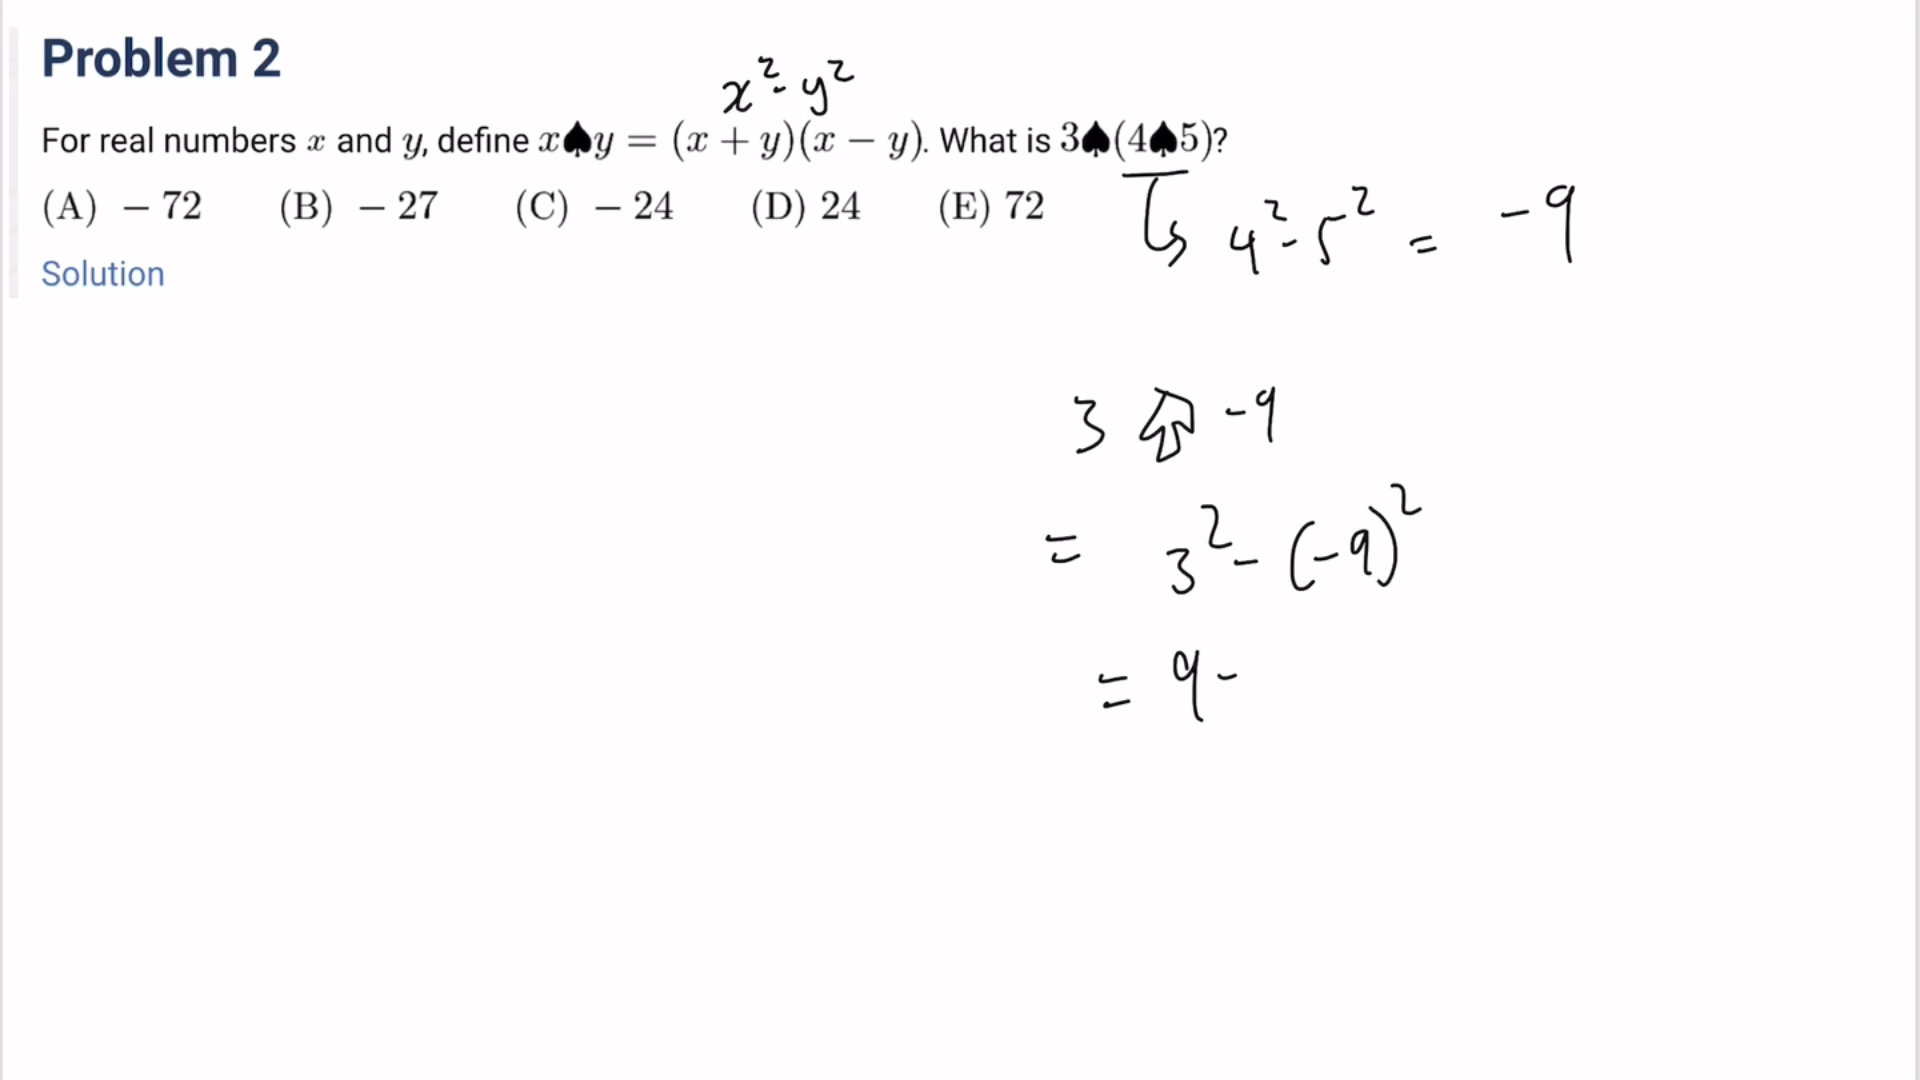 Problem 2
x² - y²
For real numbers x and y, define x♠y = (x + y)(x − y). What is 3♠(4♠5)?
(A) − 72 (B) − 27 (C) − 24 (D) 24 (E) 72
↳ 4² - 5² = -9
Solution
3 ♤ -9
= 3² - (-9)²
= 9 -